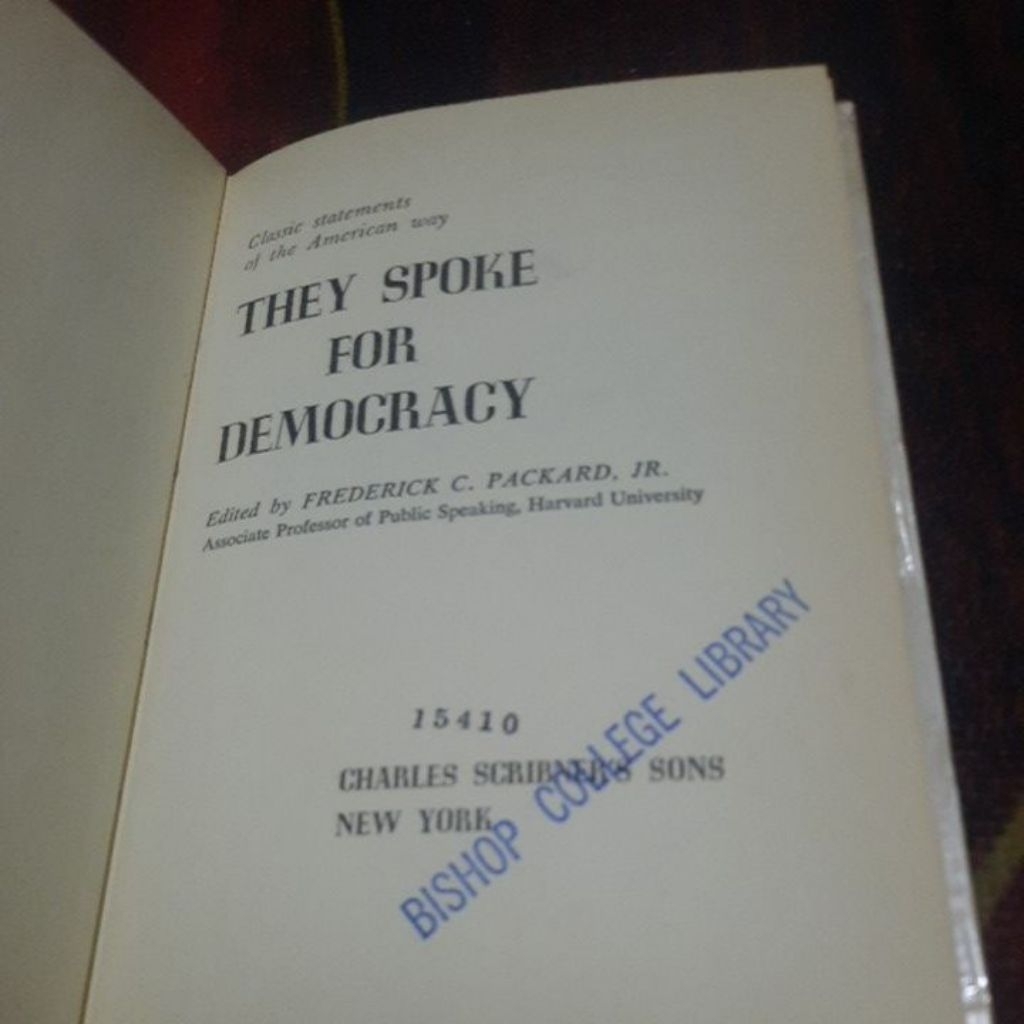 Classic statements
of the American way
THEY SPOKE
FOR
DEMOCRACY
Edited by FREDERICK C. PACKARD, JR.
Associate Professor of Public Speaking, Harvard University
15410
CHARLES SCRIBNER'S SONS
NEW YORK
BISHOP COLLEGE LIBRARY